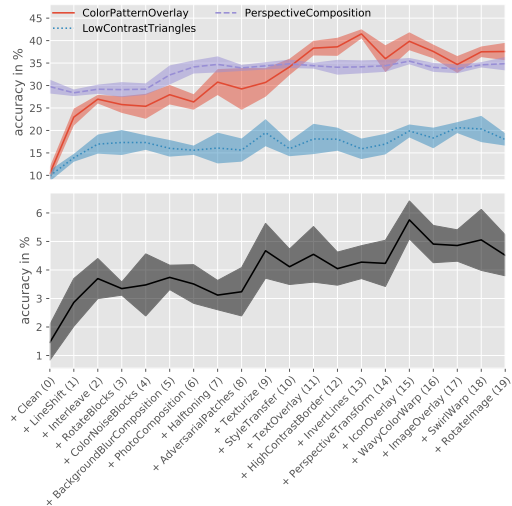 ColorPatternOverlay
LowContrastTriangles
PerspectiveComposition
accuracy in %
45
40
35
30
25
20
15
10
accuracy in %
6
5
4
3
2
1
+ Clean (0)
+ LineShift (1)
+ Interleave (2)
+ RotateBlocks (3)
+ ColorNoiseBlocks (4)
+ BackgroundBlurComposition (5)
+ PhotoComposition (6)
+ Halftoning (7)
+ AdversarialPatches (8)
+ Texturize (9)
+ StyleTransfer (10)
+ TextOverlay (11)
+ HighContrastBorder (12)
+ InvertLines (13)
+ PerspectiveTransform (14)
+ IconOverlay (15)
+ WavyColorWarp (16)
+ ImageOverlay (17)
+ SwirlWarp (18)
+ RotateImage (19)